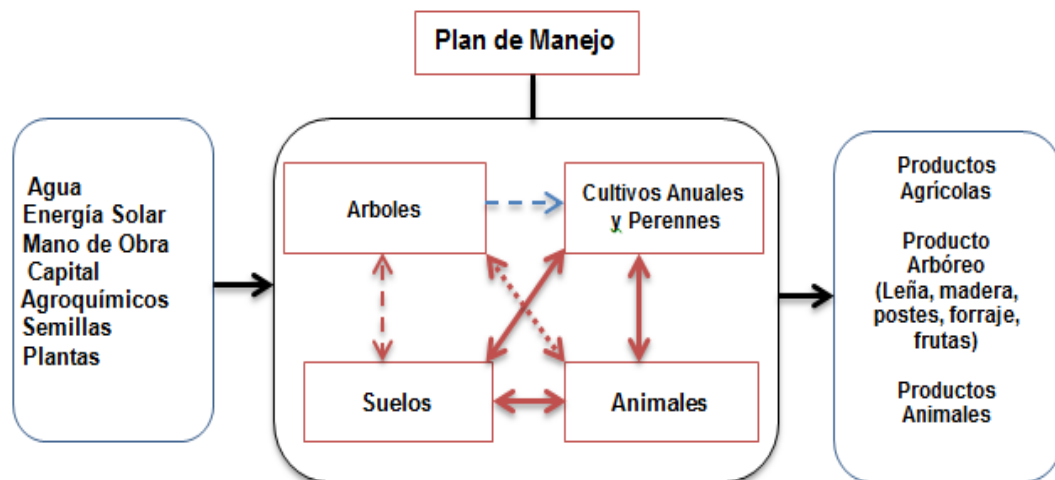 Plan de Manejo
Agua
Energía Solar
Mano de Obra
Capital
Agroquímicos
Semillas
Plantas
Arboles
Cultivos Anuales
y Perennes
Suelos
Animales
Productos
Agrícolas
Producto
Arbóreo
(Leña, madera,
postes, forraje,
frutas)
Productos
Animales